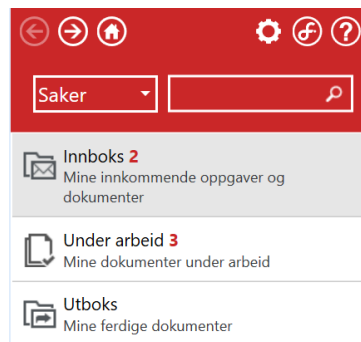 Saker
Innboks 2
Mine innkommende oppgaver og
dokumenter
Under arbeid 3
Mine dokumenter under arbeid
Utboks
Mine ferdige dokumenter